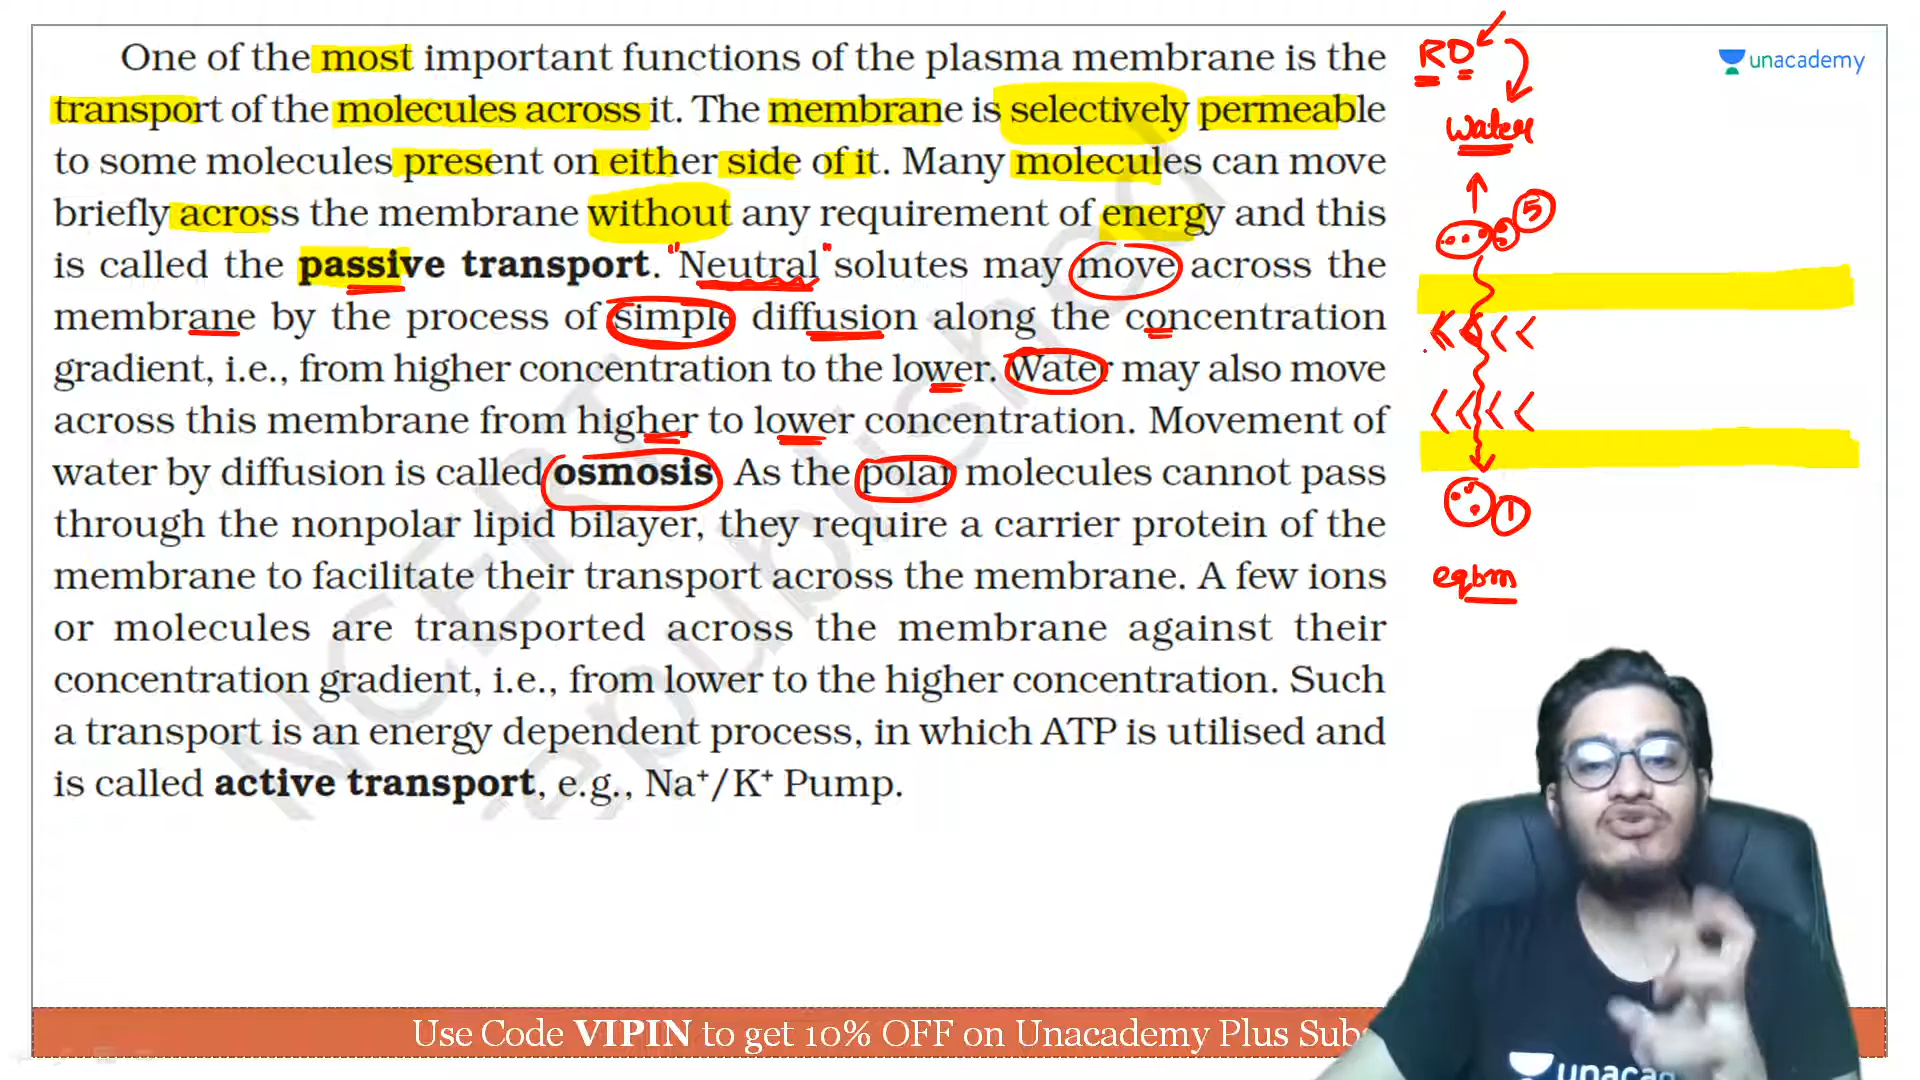 One of the most important functions of the plasma membrane is the
transport of the molecules across it. The membrane is selectively permeable
to some molecules present on either side of it. Many molecules can move
briefly across the membrane without any requirement of energy and this
is called the passive transport. "Neutral" solutes may move across the
membrane by the process of simple diffusion along the concentration
gradient, i.e., from higher concentration to the lower. Water may also move
across this membrane from higher to lower concentration. Movement of
water by diffusion is called osmosis. As the polar molecules cannot pass
through the nonpolar lipid bilayer, they require a carrier protein of the
membrane to facilitate their transport across the membrane. A few ions
or molecules are transported across the membrane against their
concentration gradient, i.e., from lower to the higher concentration. Such
a transport is an energy dependent process, in which ATP is utilised and
is called active transport, e.g., Na⁺/K⁺ Pump.
NCERT
republished
RO
Water
5
1
eqbm
unacademy
Use Code VIPIN to get 10% OFF on Unacademy Plus Subs
unacad